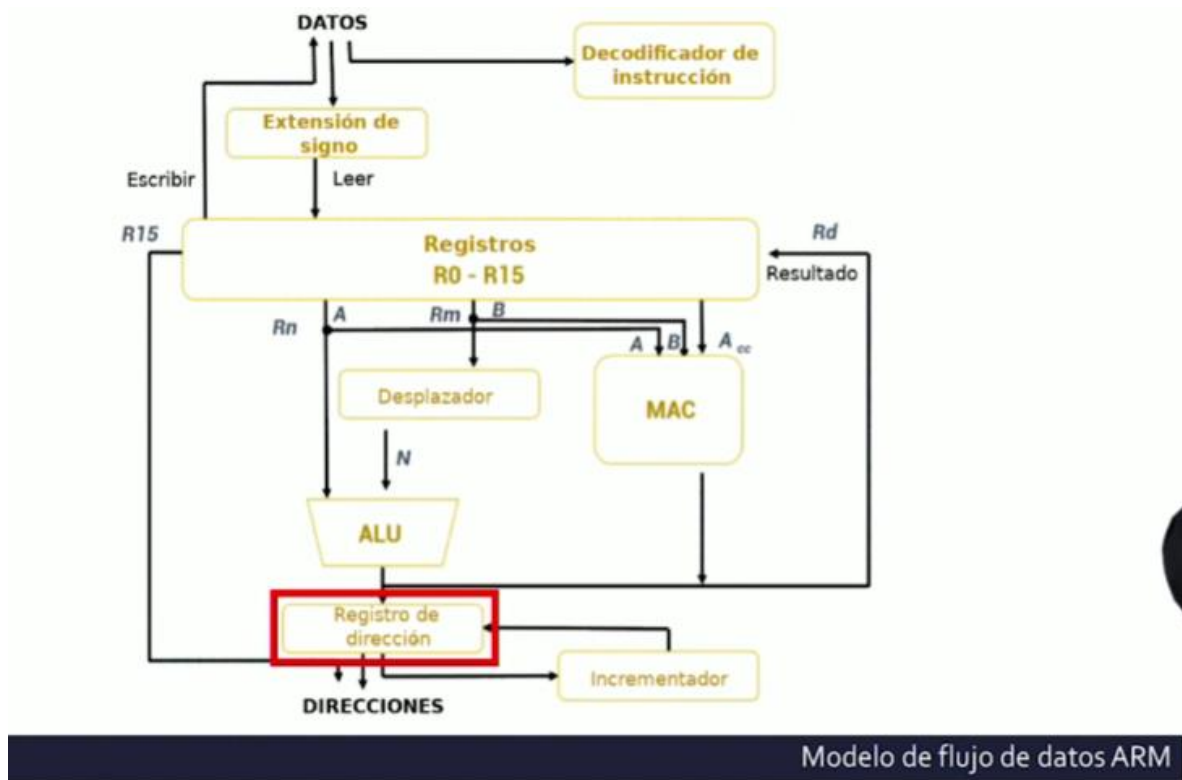 DATOS
Decodificador de
instrucción
Extensión de
signo
Escribir
Leer
R15
Registros
R0 - R15
Rd
Resultado
Rn
A
Rm
B
A
B
A cc
Desplazador
MAC
N
ALU
Registro de
dirección
Incrementador
DIRECCIONES
Modelo de flujo de datos ARM